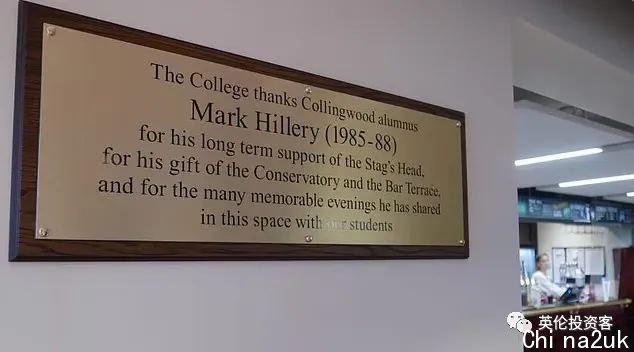 The College thanks Collingwood alumnus
Mark Hillery (1985-88)
for his long term support of the Stag's Head,
for his gift of the Conservatory and the Bar Terrace,
and for the many memorable evenings he has shared
in this space with our students
英伦投资客
Chi na2uk